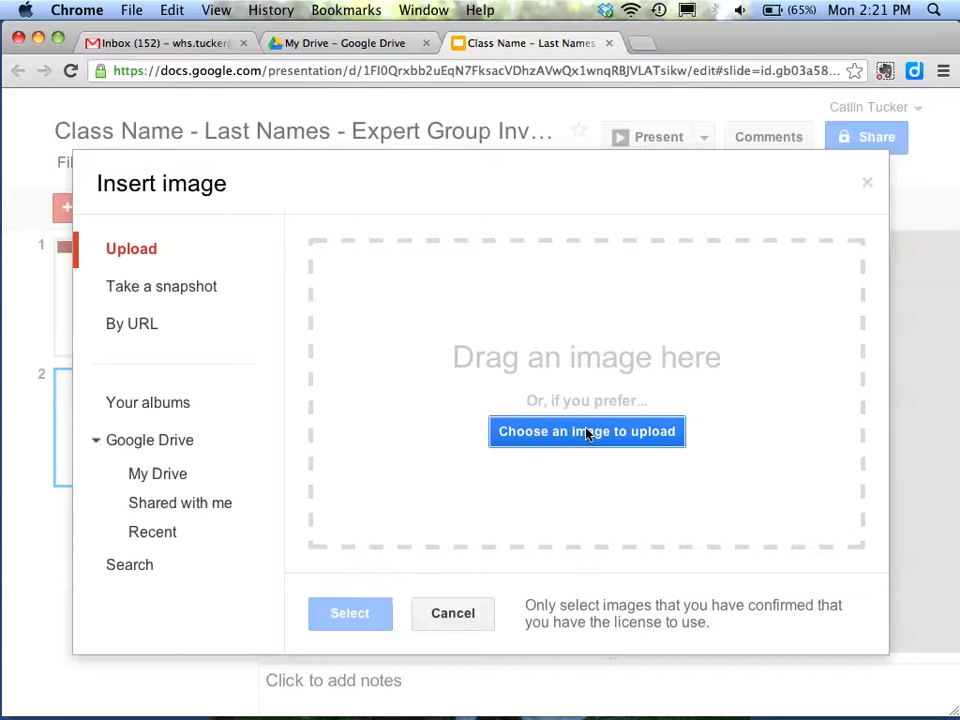 Chrome File Edit View History Bookmarks Window Help (65%) Mon 2:21 PM
Inbox (152) – whs.tucker@ My Drive – Google Drive Class Name – Last Names
https://docs.google.com/presentation/d/1Fl0Qrxbb2uEqN7FksacVDhzAVwQx1wnqRBJVLATsikw/edit#slide=id.gb03a58...
Catlin Tucker
Class Name - Last Names - Expert Group Inv...
Present Comments Share
Insert image
Upload
Take a snapshot
By URL
Your albums
Google Drive
My Drive
Shared with me
Recent
Search
Drag an image here
Or, if you prefer...
Choose an image to upload
Select Cancel
Only select images that you have confirmed that
you have the license to use.
1
2
Click to add notes